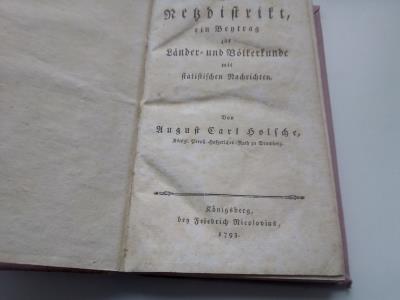 Netzdistrikt,
ein Beytrag
zur
Länder- und Völkerkunde
mit
statistischen Nachrichten.
Von
August Carl Holsche,
Königl. Preuß. Hofgerichts-Rath zu Bromberg.
Königsberg,
bey Friedrich Nicolovius,
1793.